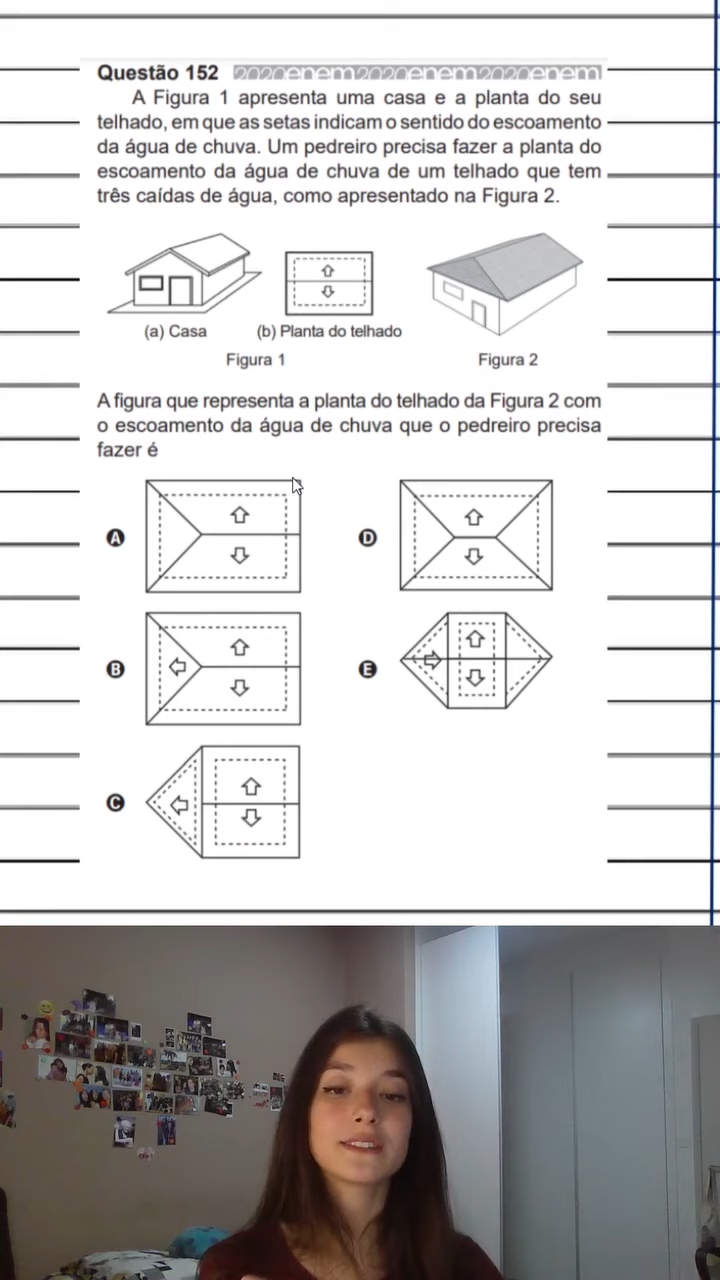 Questão 152 2020enem2020enem2020enem
A Figura 1 apresenta uma casa e a planta do seu
telhado, em que as setas indicam o sentido do escoamento
da água de chuva. Um pedreiro precisa fazer a planta do
escoamento da água de chuva de um telhado que tem
três caídas de água, como apresentado na Figura 2.
(a) Casa (b) Planta do telhado
Figura 1 Figura 2
A figura que representa a planta do telhado da Figura 2 com
o escoamento da água de chuva que o pedreiro precisa
fazer é
A D
B E
C